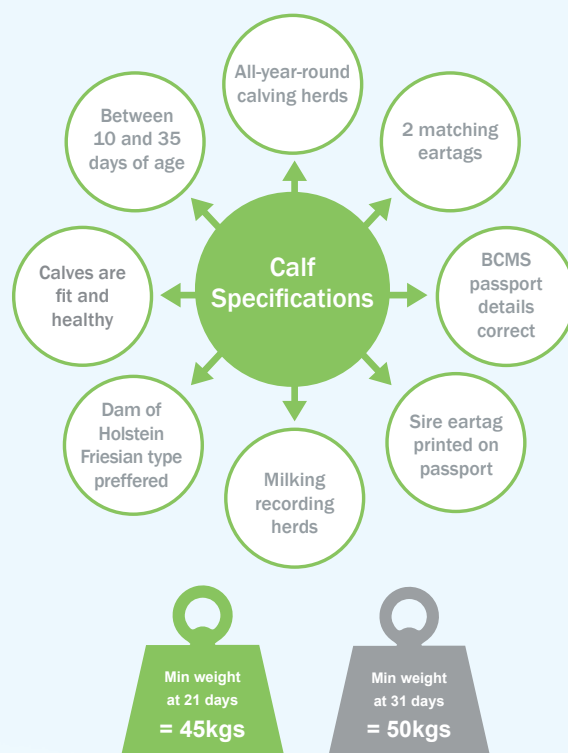 All-year-round
calving herds
2 matching
eartags
BCMS
passport
details
correct
Sire eartag
printed on
passport
Milking
recording
herds
Dam of
Holstein
Friesian type
preffered
Calves are
fit and
healthy
Between
10 and 35
days of age
Calf
Specifications
Min weight
at 21 days
= 45kgs
Min weight
at 31 days
= 50kgs